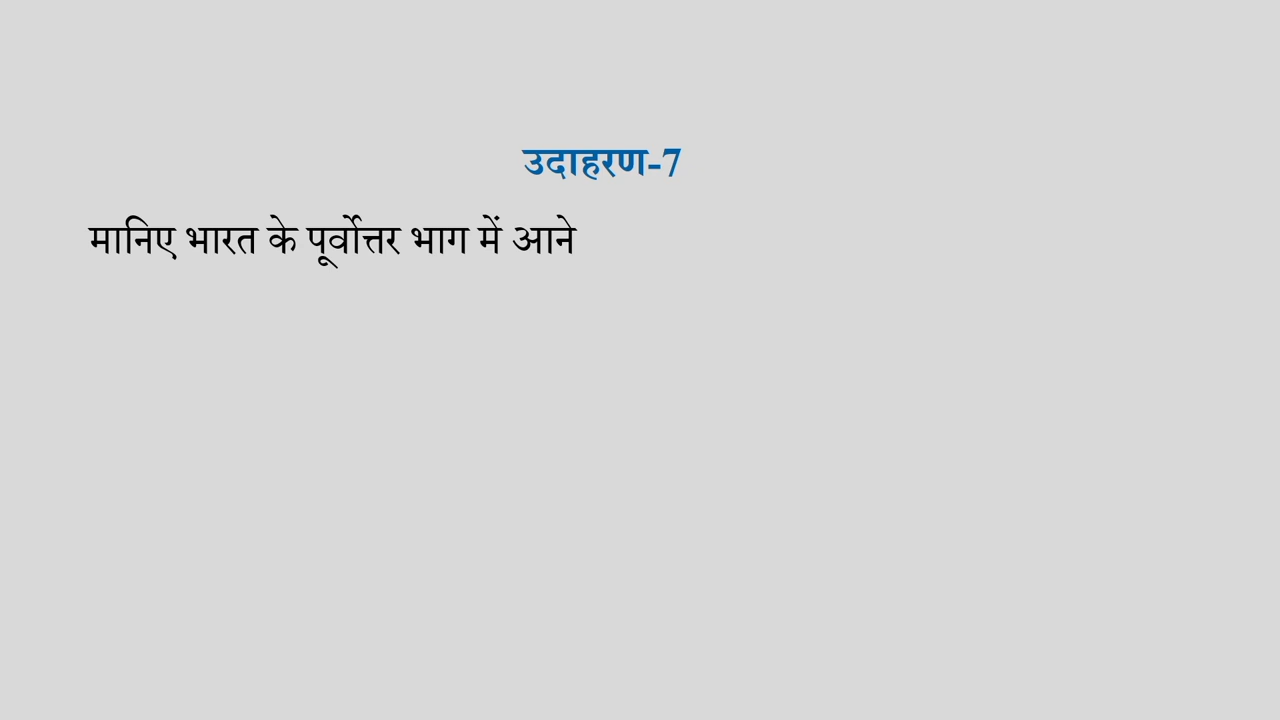 उदाहरण-7
मानिए भारत के पूर्वोत्तर भाग में आने